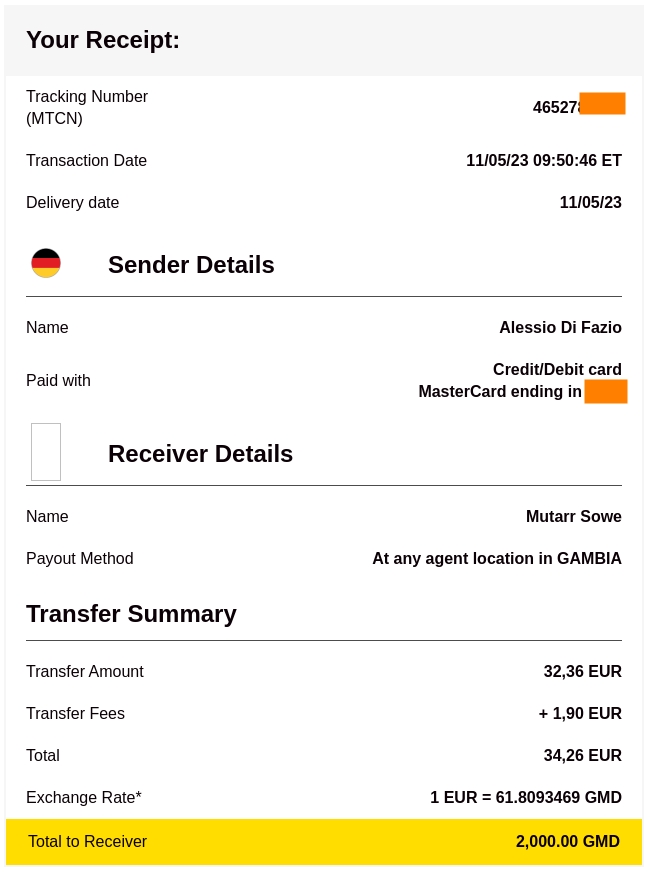 Your Receipt:
Tracking Number
(MTCN)
465278
Transaction Date
11/05/23 09:50:46 ET
Delivery date
11/05/23
Sender Details
Name
Alessio Di Fazio
Paid with
Credit/Debit card
MasterCard ending in
Receiver Details
Name
Mutarr Sowe
Payout Method
At any agent location in GAMBIA
Transfer Summary
Transfer Amount
32,36 EUR
Transfer Fees
+ 1,90 EUR
Total
34,26 EUR
Exchange Rate*
1 EUR = 61.8093469 GMD
Total to Receiver
2,000.00 GMD